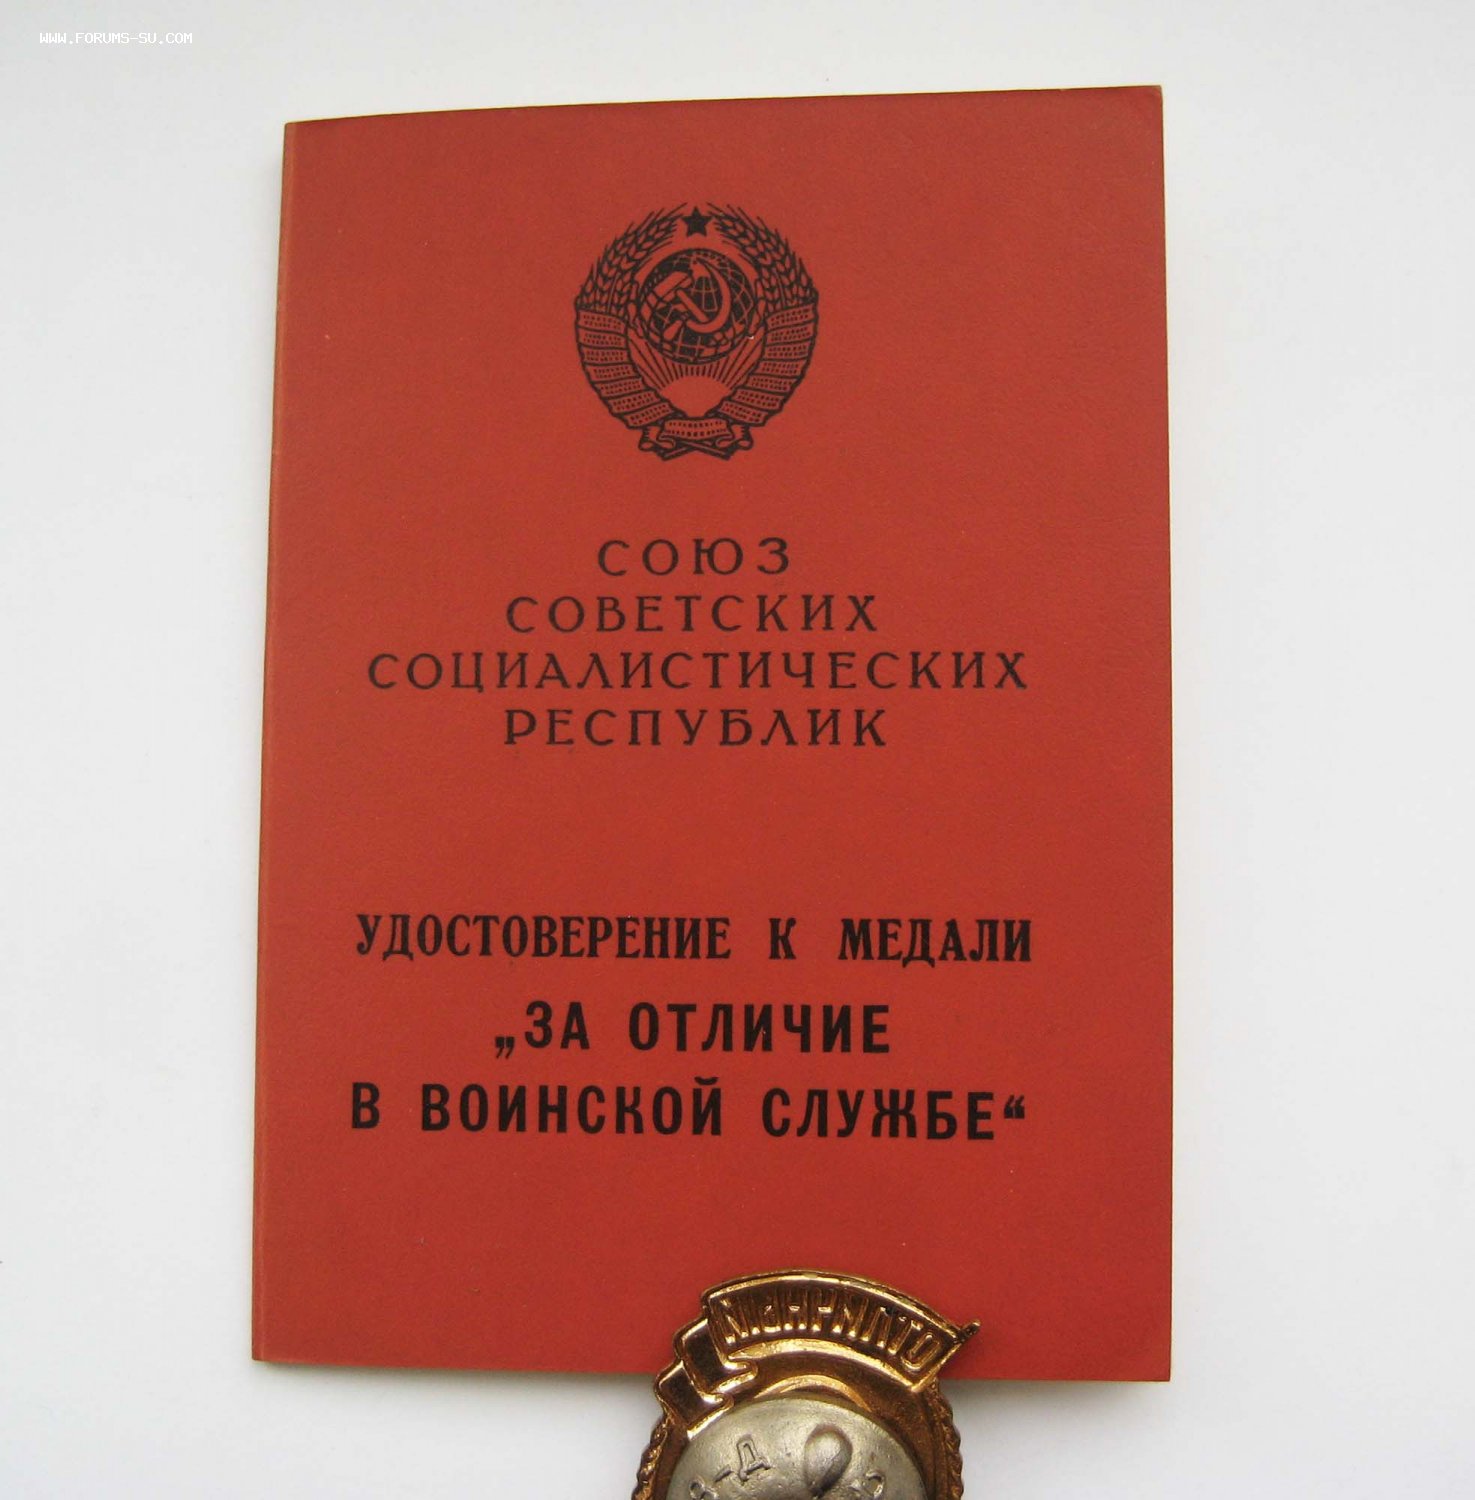 WWW.FORUMS-SU.COM
СОЮЗ
СОВЕТСКИХ
СОЦИАЛИСТИЧЕСКИХ
РЕСПУБЛИК
УДОСТОВЕРЕНИЕ К МЕДАЛИ
„ЗА ОТЛИЧИЕ
В ВОИНСКОЙ СЛУЖБЕ“